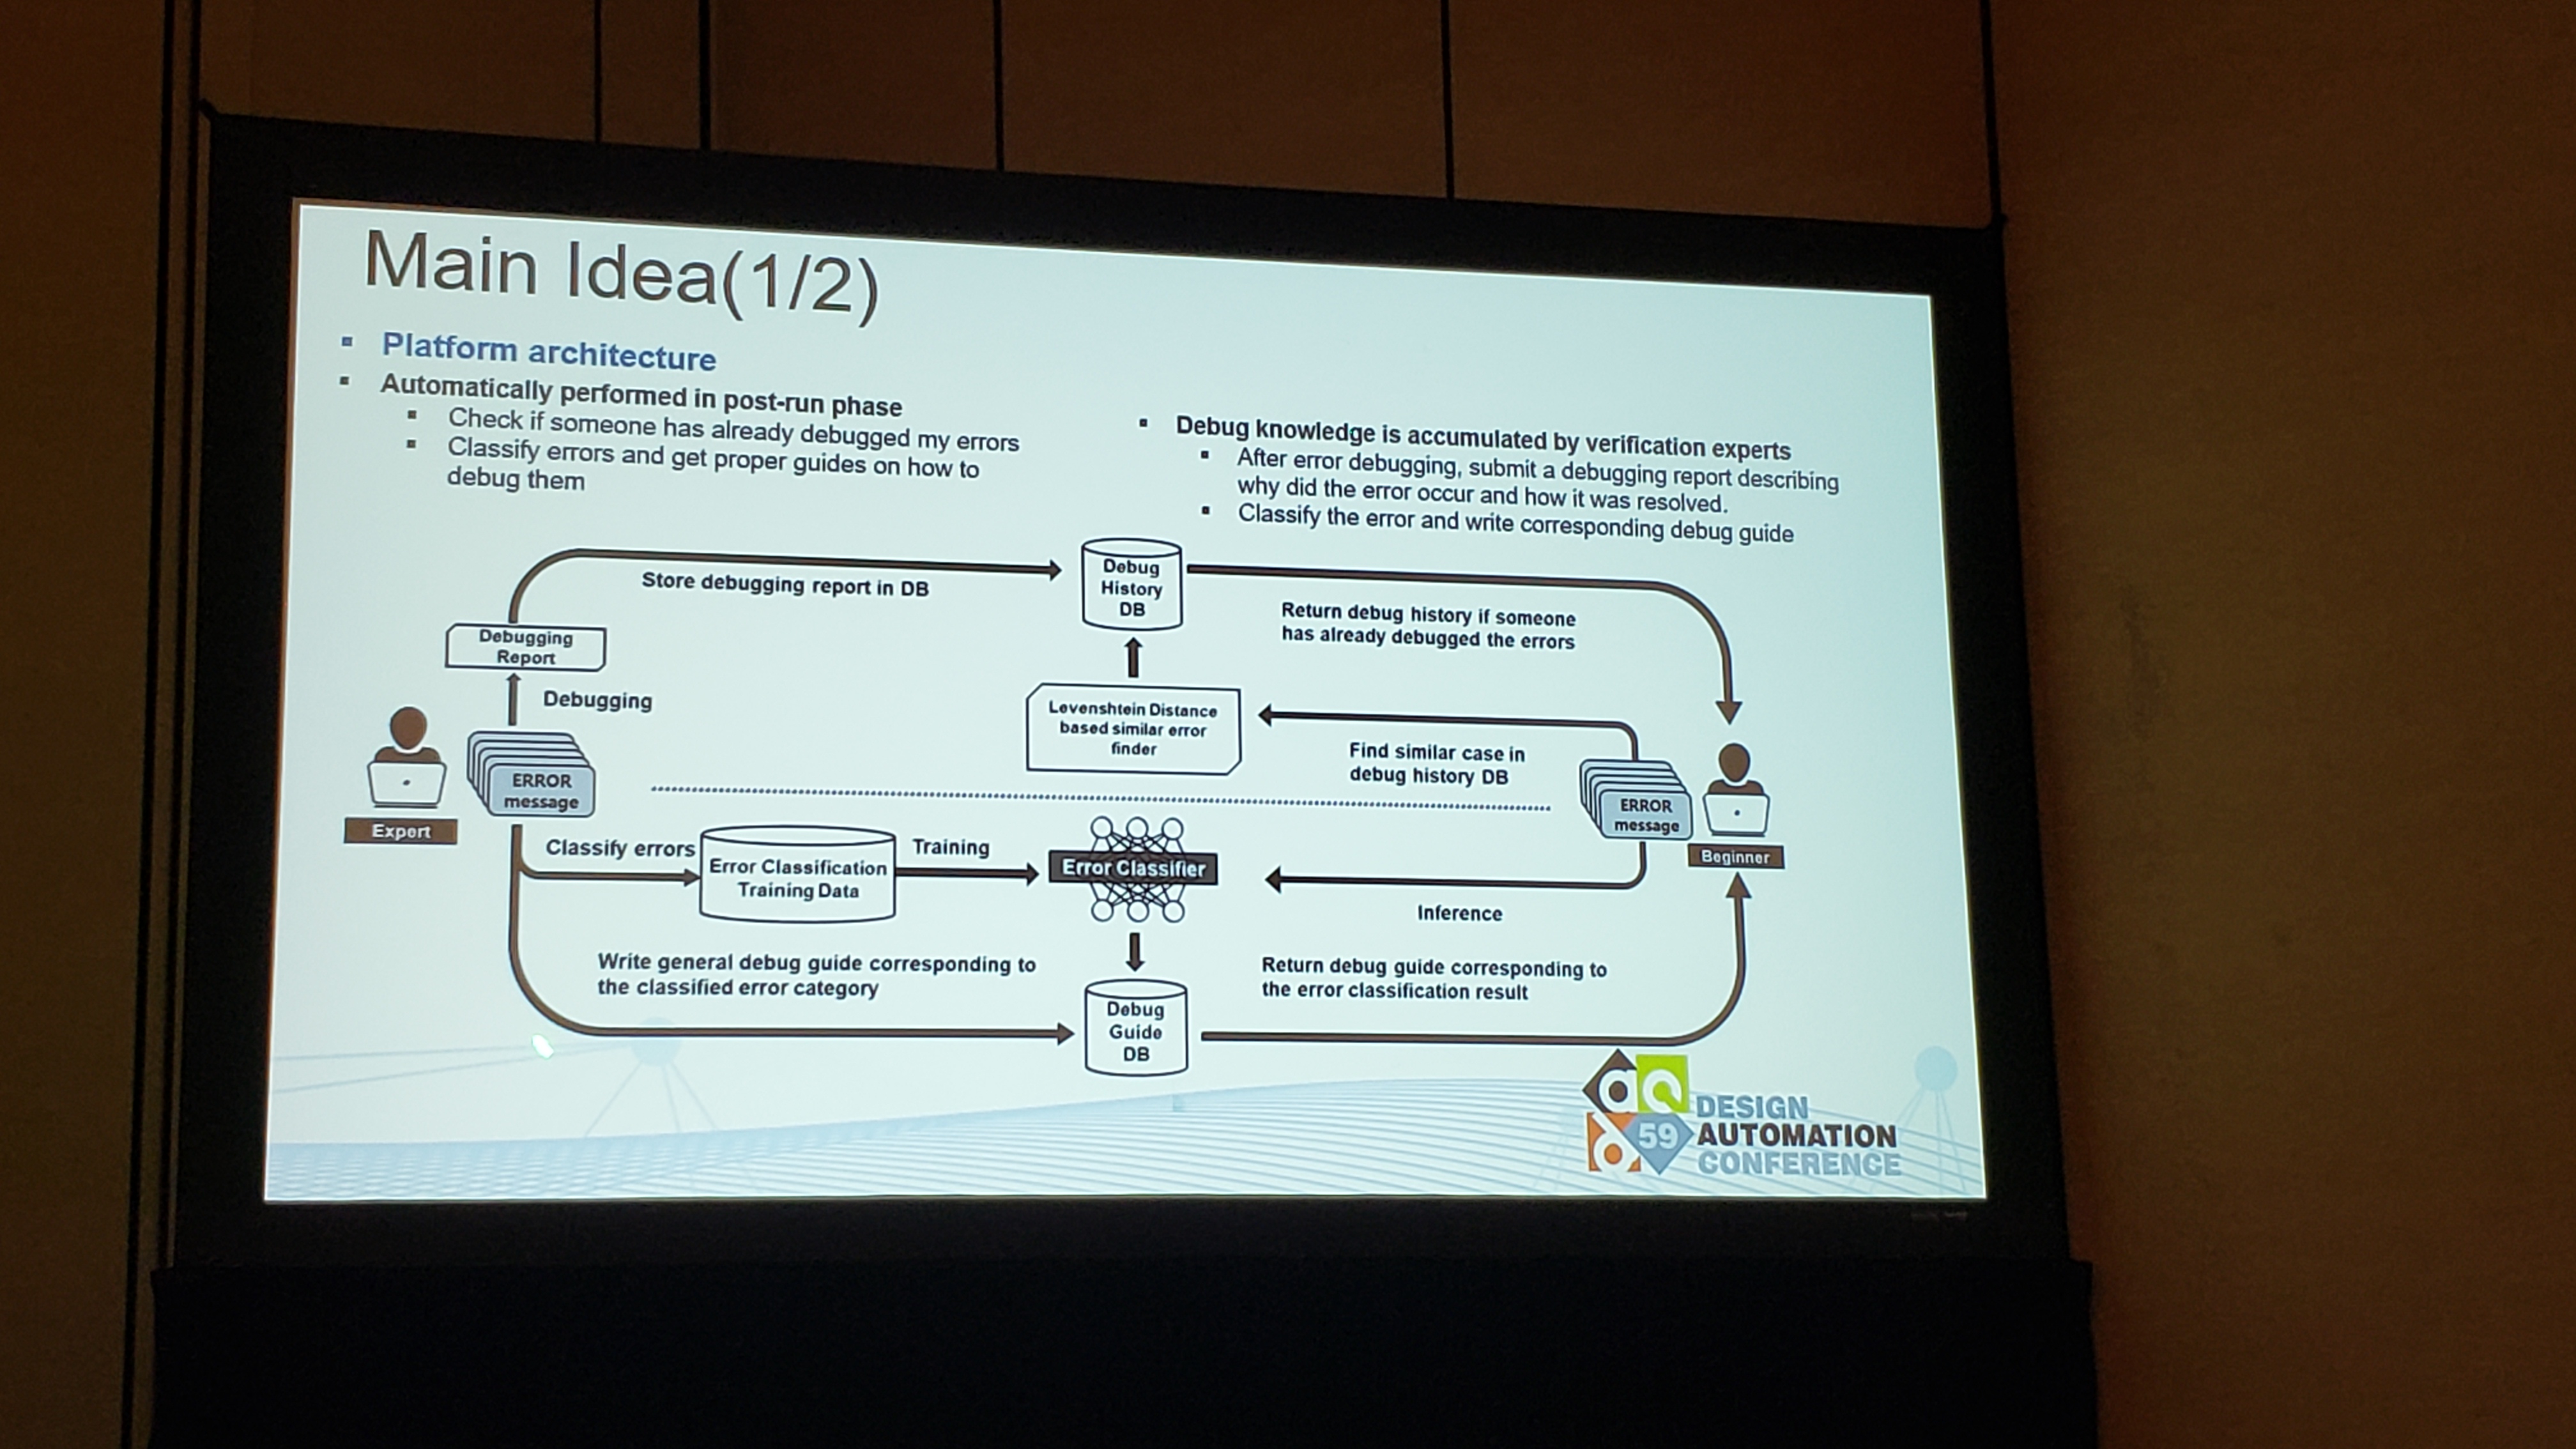 Main Idea(1/2)
Platform architecture
Automatically performed in post-run phase
Check if someone has already debugged my errors
Classify errors and get proper guides on how to
debug them
Debug knowledge is accumulated by verification experts
After error debugging, submit a debugging report describing
why did the error occur and how it was resolved.
Classify the error and write corresponding debug guide
Store debugging report in DB
Debug
History
DB
Return debug history if someone
has already debugged the errors
Debugging
Report
Debugging
Levenshtein Distance
based similar error
finder
Find similar case in
debug history DB
ERROR
message
Expert
ERROR
message
Beginner
Classify errors
Error Classification
Training Data
Training
Error Classifier
Inference
Write general debug guide corresponding to
the classified error category
Debug
Guide
DB
Return debug guide corresponding to
the error classification result
59
DESIGN
AUTOMATION
CONFERENCE